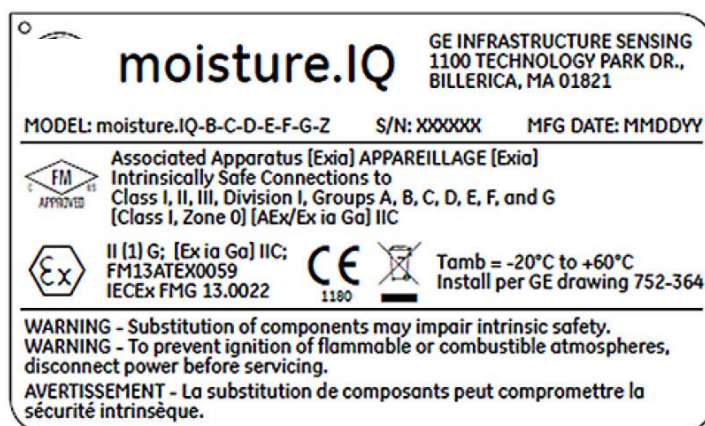 moisture.IQ
GE INFRASTRUCTURE SENSING
1100 TECHNOLOGY PARK DR.,
BILLERICA, MA 01821
MODEL: moisture.IQ-B-C-D-E-F-G-Z S/N: XXXXXX MFG DATE: MMDDYY
FM
C US
APPROVED
Associated Apparatus [Exia] APPAREILLAGE [Exia]
Intrinsically Safe Connections to
Class I, II, III, Division I, Groups A, B, C, D, E, F, and G
[Class I, Zone 0] [AEx/Ex ia Ga] IIC
Ex
II (1) G; [Ex ia Ga] IIC;
FM13ATEX0059
IECEx FMG 13.0022
CE
1180
Tamb = -20°C to +60°C
Install per GE drawing 752-364
WARNING - Substitution of components may impair intrinsic safety.
WARNING - To prevent ignition of flammable or combustible atmospheres,
disconnect power before servicing.
AVERTISSEMENT - La substitution de composants peut compromettre la
sécurité intrinsèque.